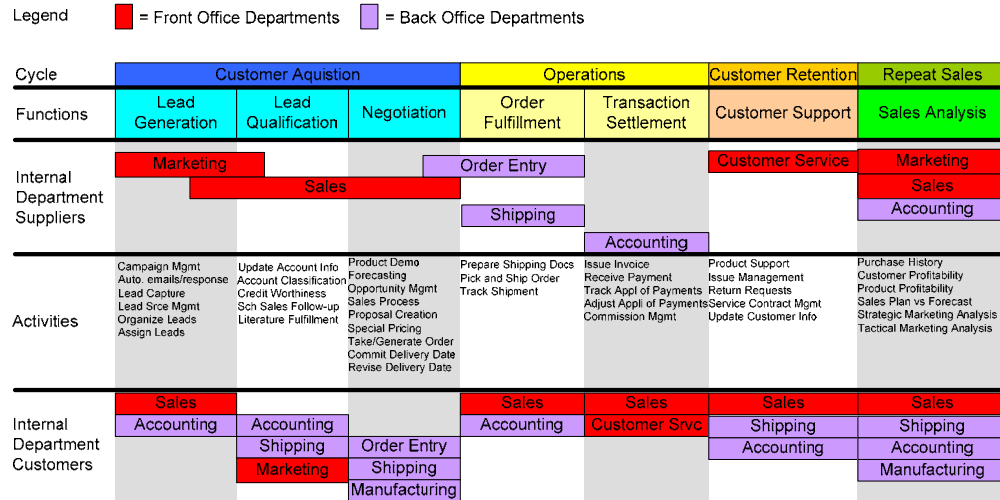 Legend
= Front Office Departments
= Back Office Departments
Cycle
Customer Aquistion
Operations
Customer Retention
Repeat Sales
Functions
Lead
Generation
Lead
Qualification
Negotiation
Order
Fulfillment
Transaction
Settlement
Customer Support
Sales Analysis
Internal
Department
Suppliers
Marketing
Sales
Order Entry
Shipping
Accounting
Customer Service
Marketing
Sales
Accounting
Activities
Campaign Mgmt
Auto. emails/response
Lead Capture
Lead Srce Mgmt
Organize Leads
Assign Leads
Update Account Info
Account Classification
Credit Worthiness
Sch Sales Follow-up
Literature Fulfillment
Product Demo
Forecasting
Opportunity Mgmt
Sales Process
Proposal Creation
Special Pricing
Take/Generate Order
Commit Delivery Date
Revise Delivery Date
Prepare Shipping Docs
Pick and Ship Order
Track Shipment
Issue Invoice
Receive Payment
Track Appl of Payments
Adjust Appli of Payments
Commission Mgmt
Product Support
Issue Management
Return Requests
Service Contract Mgmt
Update Customer Info
Purchase History
Customer Profitability
Product Profitability
Sales Plan vs Forecast
Strategic Marketing Analysis
Tactical Marketing Analysis
Internal
Department
Customers
Sales
Accounting
Accounting
Shipping
Marketing
Order Entry
Shipping
Manufacturing
Sales
Accounting
Sales
Customer Srvc
Sales
Shipping
Accounting
Sales
Shipping
Accounting
Manufacturing